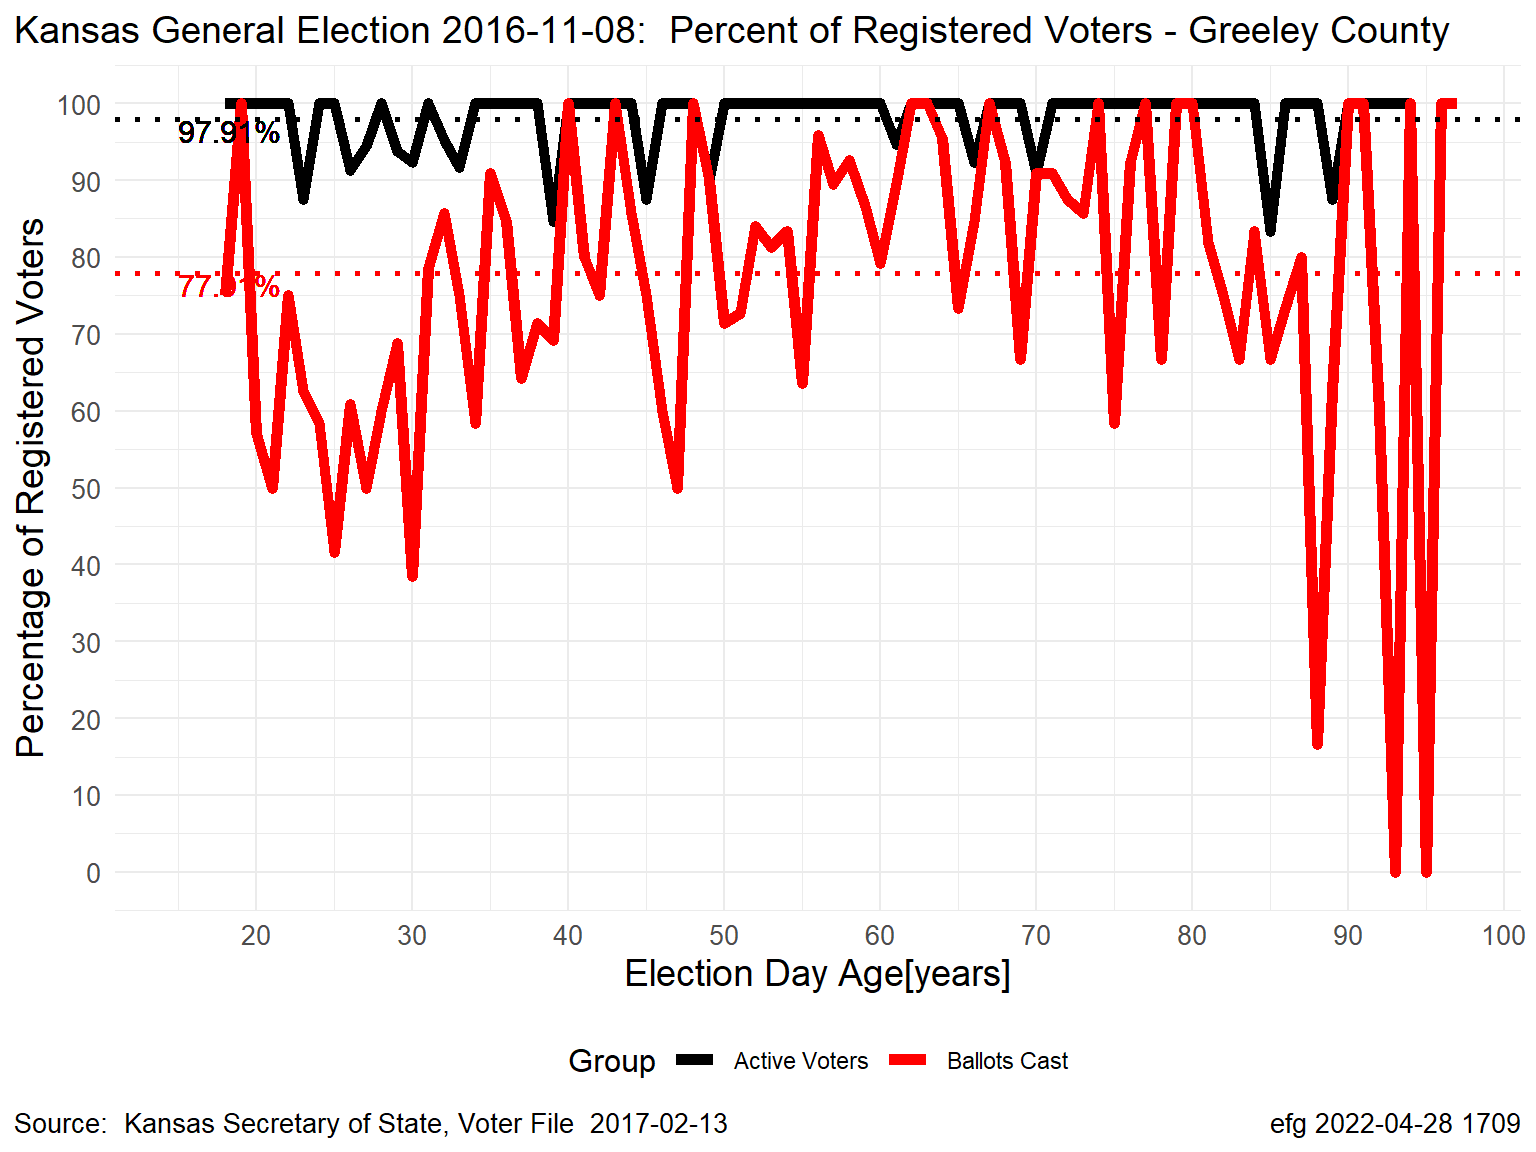 Kansas General Election 2016-11-08:  Percent of Registered Voters - Greeley County
Percentage of Registered Voters
100
90
80
70
60
50
40
30
20
10
0
97.91%
20 30 40 50 60 70 80 90 100
Election Day Age[years]
Group Active Voters Ballots Cast
Source:  Kansas Secretary of State, Voter File  2017-02-13
efg 2022-04-28 1709